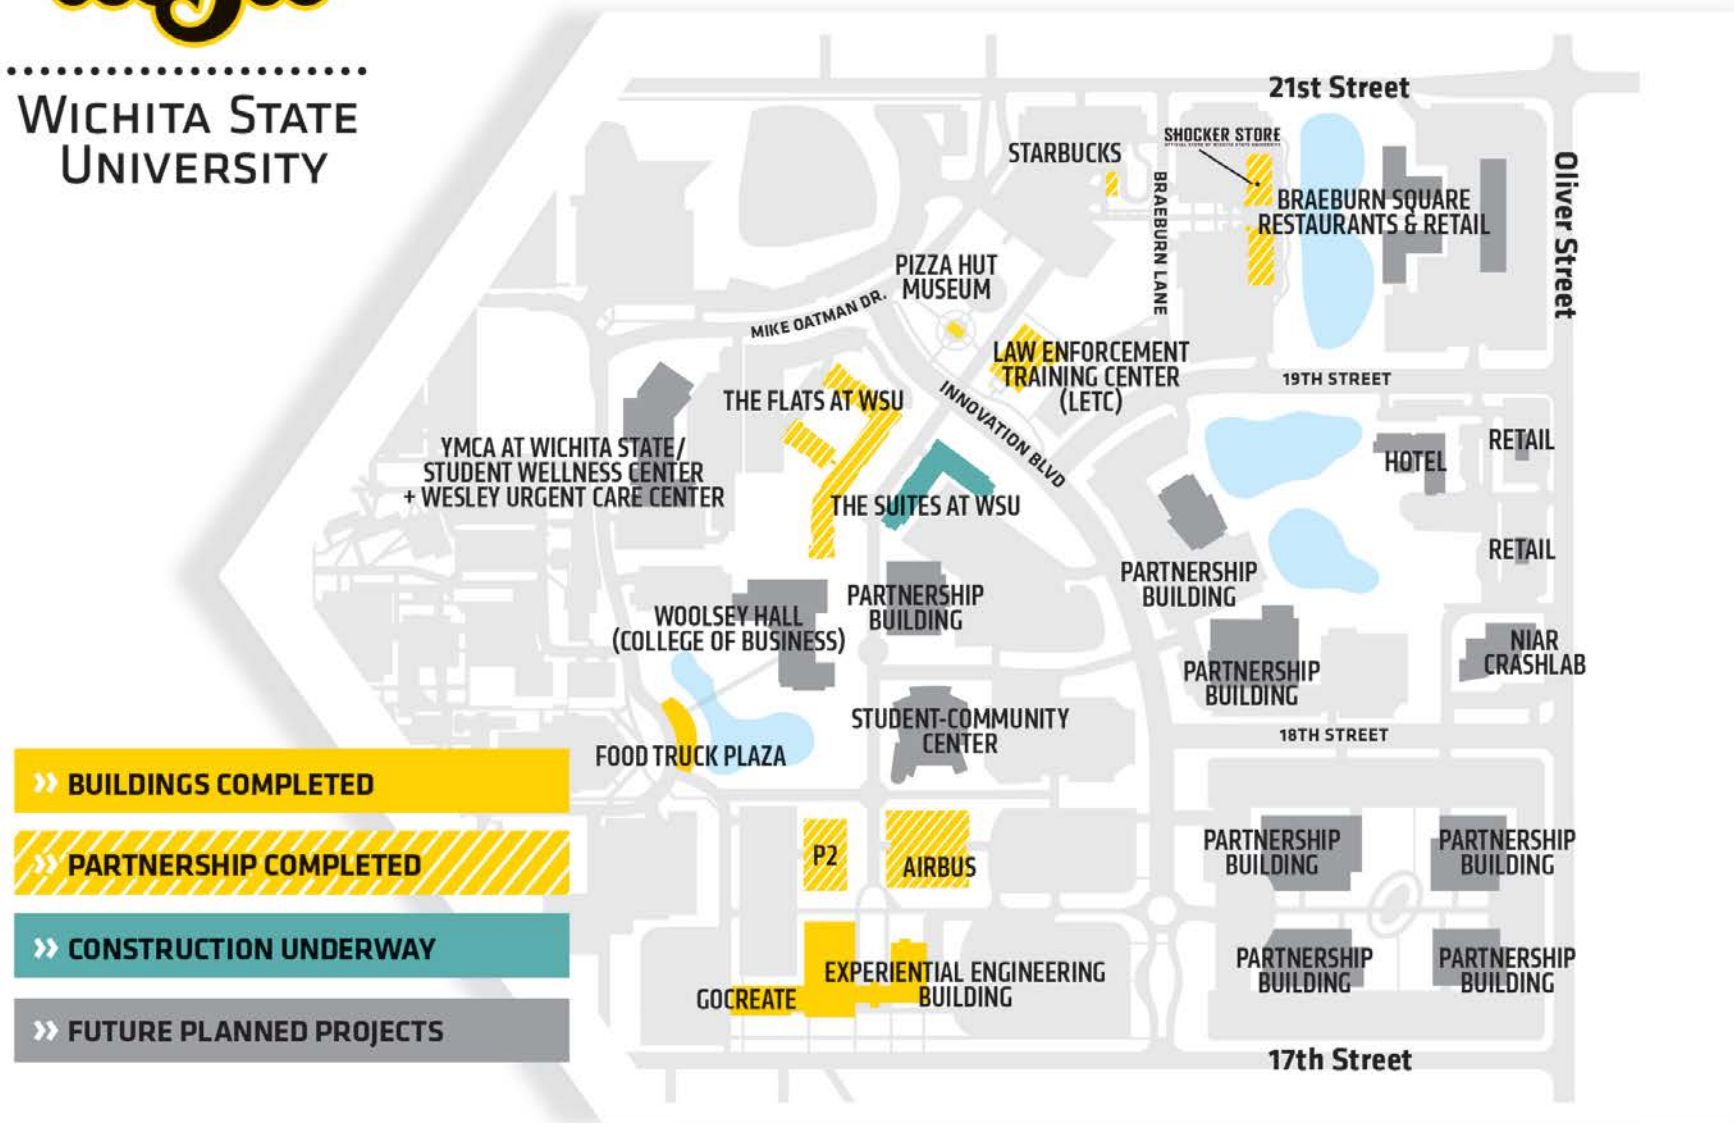 WICHITA STATE
UNIVERSITY
21st Street
SHOCKER STORE
STARBUCKS
BRAEBURN LANE
BRAEBURN SQUARE
RESTAURANTS & RETAIL
Oliver Street
PIZZA HUT
MUSEUM
MIKE OATMAN DR.
LAW ENFORCEMENT
TRAINING CENTER
(LETC)
INNOVATION BLVD
19TH STREET
THE FLATS AT WSU
YMCA AT WICHITA STATE/
STUDENT WELLNESS CENTER
+ WESLEY URGENT CARE CENTER
THE SUITES AT WSU
HOTEL
RETAIL
RETAIL
PARTNERSHIP
BUILDING
PARTNERSHIP
BUILDING
WOOLSEY HALL
(COLLEGE OF BUSINESS)
PARTNERSHIP
BUILDING
NIAR
CRASHLAB
STUDENT-COMMUNITY
CENTER
18TH STREET
FOOD TRUCK PLAZA
» BUILDINGS COMPLETED
» PARTNERSHIP COMPLETED
» CONSTRUCTION UNDERWAY
» FUTURE PLANNED PROJECTS
P2
AIRBUS
PARTNERSHIP
BUILDING
PARTNERSHIP
BUILDING
EXPERIENTIAL ENGINEERING
BUILDING
GOCREATE
PARTNERSHIP
BUILDING
PARTNERSHIP
BUILDING
17th Street